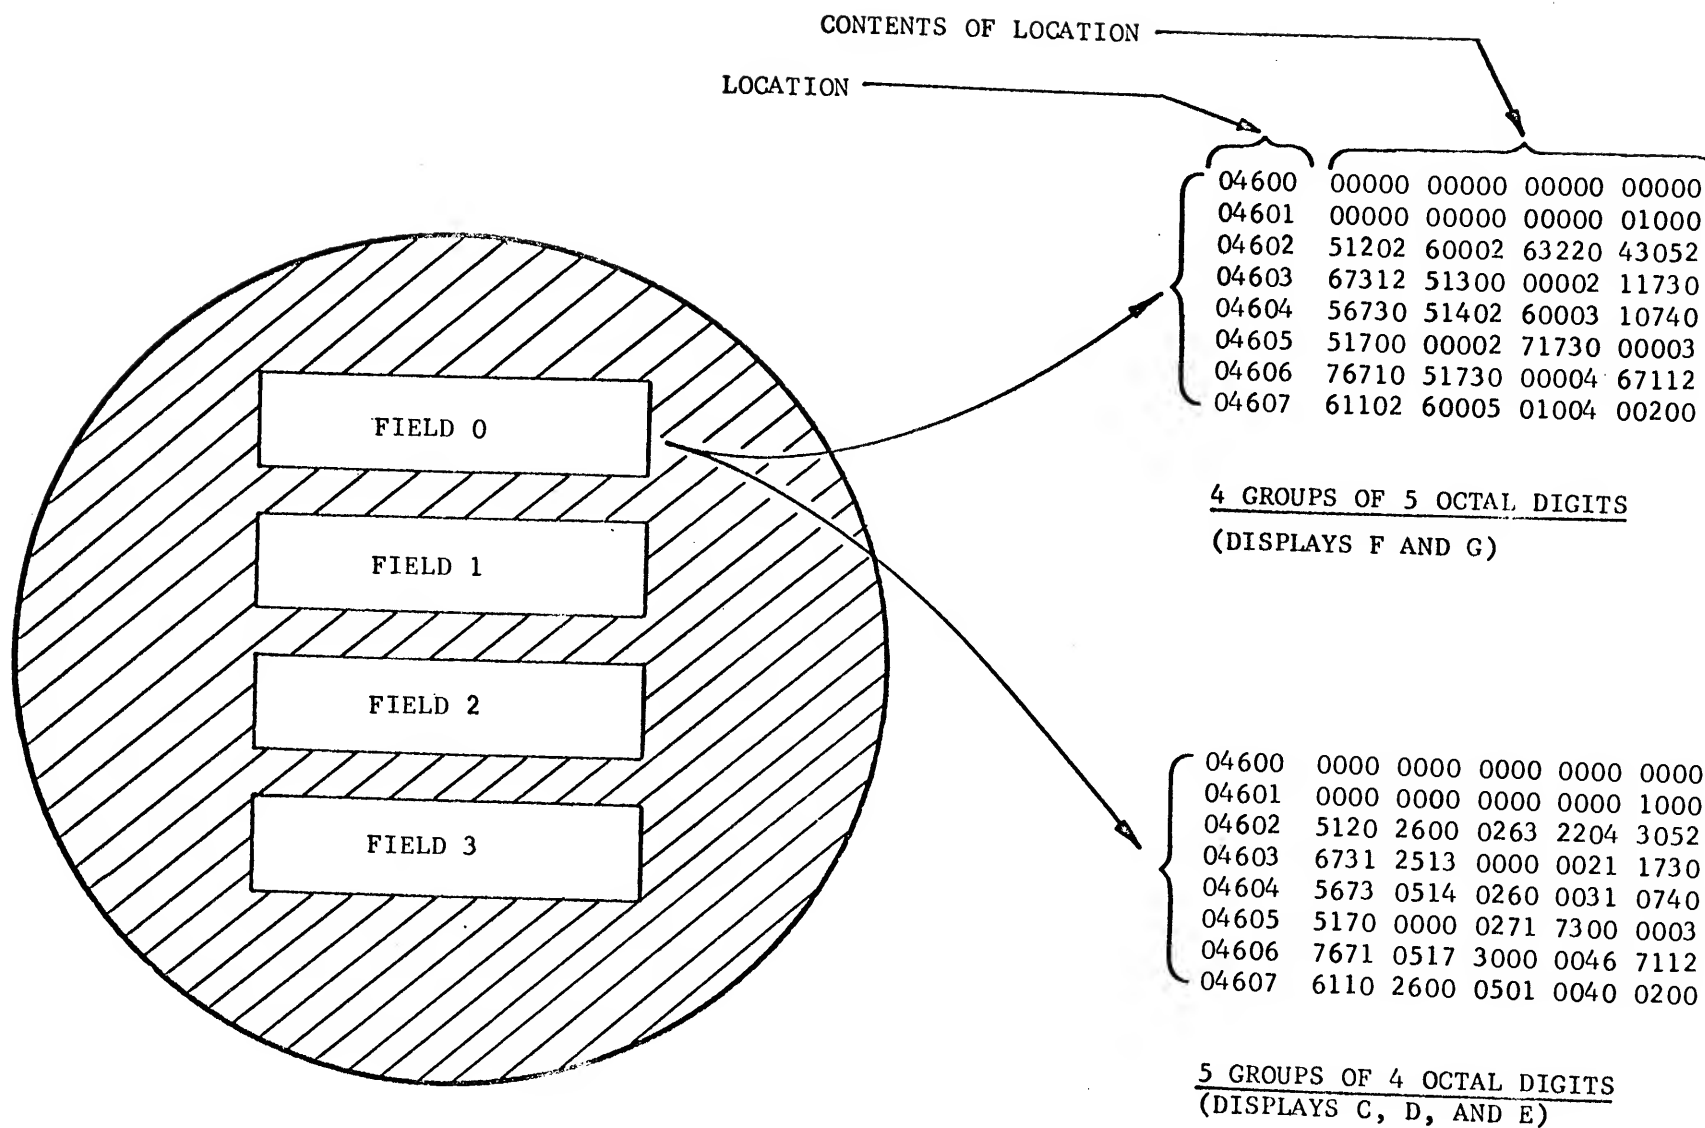 CONTENTS OF LOCATION
LOCATION
04600 00000 00000 00000 00000
04601 00000 00000 00000 01000
04602 51202 60002 63220 43052
04603 67312 51300 00002 11730
04604 56730 51402 60003 10740
04605 51700 00002 71730 00003
04606 76710 51730 00004 67112
04607 61102 60005 01004 00200
4 GROUPS OF 5 OCTAL DIGITS
(DISPLAYS F AND G)
FIELD 0
FIELD 1
FIELD 2
FIELD 3
04600 0000 0000 0000 0000 0000
04601 0000 0000 0000 0000 1000
04602 5120 2600 0263 2204 3052
04603 6731 2513 0000 0021 1730
04604 5673 0514 0260 0031 0740
04605 5170 0000 0271 7300 0003
04606 7671 0517 3000 0046 7112
04607 6110 2600 0501 0040 0200
5 GROUPS OF 4 OCTAL DIGITS
(DISPLAYS C, D, AND E)